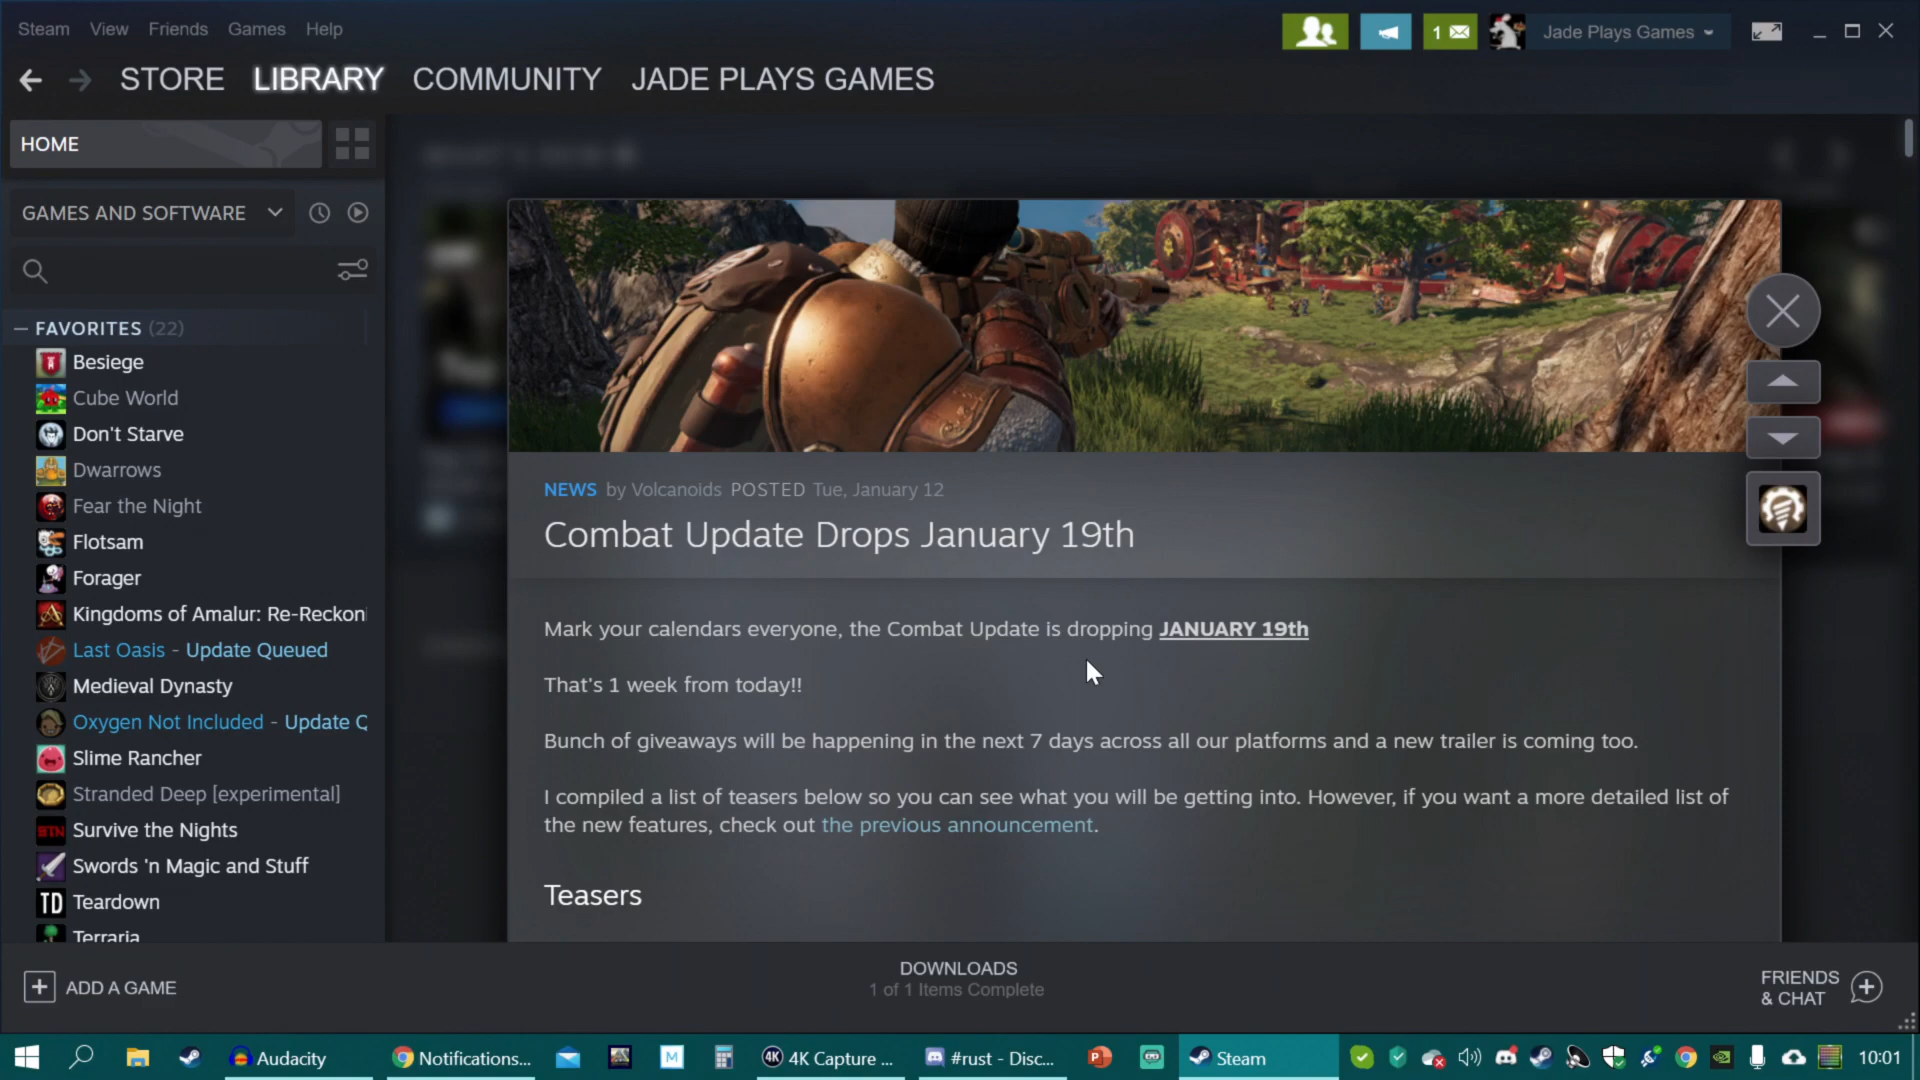 Steam View Friends Games Help
1
Jade Plays Games
STORE LIBRARY COMMUNITY JADE PLAYS GAMES
HOME
GAMES AND SOFTWARE
FAVORITES (22)
Besiege
Cube World
Don't Starve
Dwarrows
Fear the Night
Flotsam
Forager
Kingdoms of Amalur: Re-Reckoni
Last Oasis - Update Queued
Medieval Dynasty
Oxygen Not Included - Update Q
Slime Rancher
Stranded Deep [experimental]
Survive the Nights
Swords 'n Magic and Stuff
TD Teardown
Terraria
NEWS by Volcanoids POSTED Tue, January 12
Combat Update Drops January 19th
Mark your calendars everyone, the Combat Update is dropping JANUARY 19th
That's 1 week from today!!
Bunch of giveaways will be happening in the next 7 days across all our platforms and a new trailer is coming too.
I compiled a list of teasers below so you can see what you will be getting into. However, if you want a more detailed list of
the new features, check out the previous announcement.
Teasers
ADD A GAME
DOWNLOADS
1 of 1 Items Complete
FRIENDS
& CHAT
Audacity
Notifications...
M
4K 4K Capture ...
#rust - Disc...
P
Steam
10:01